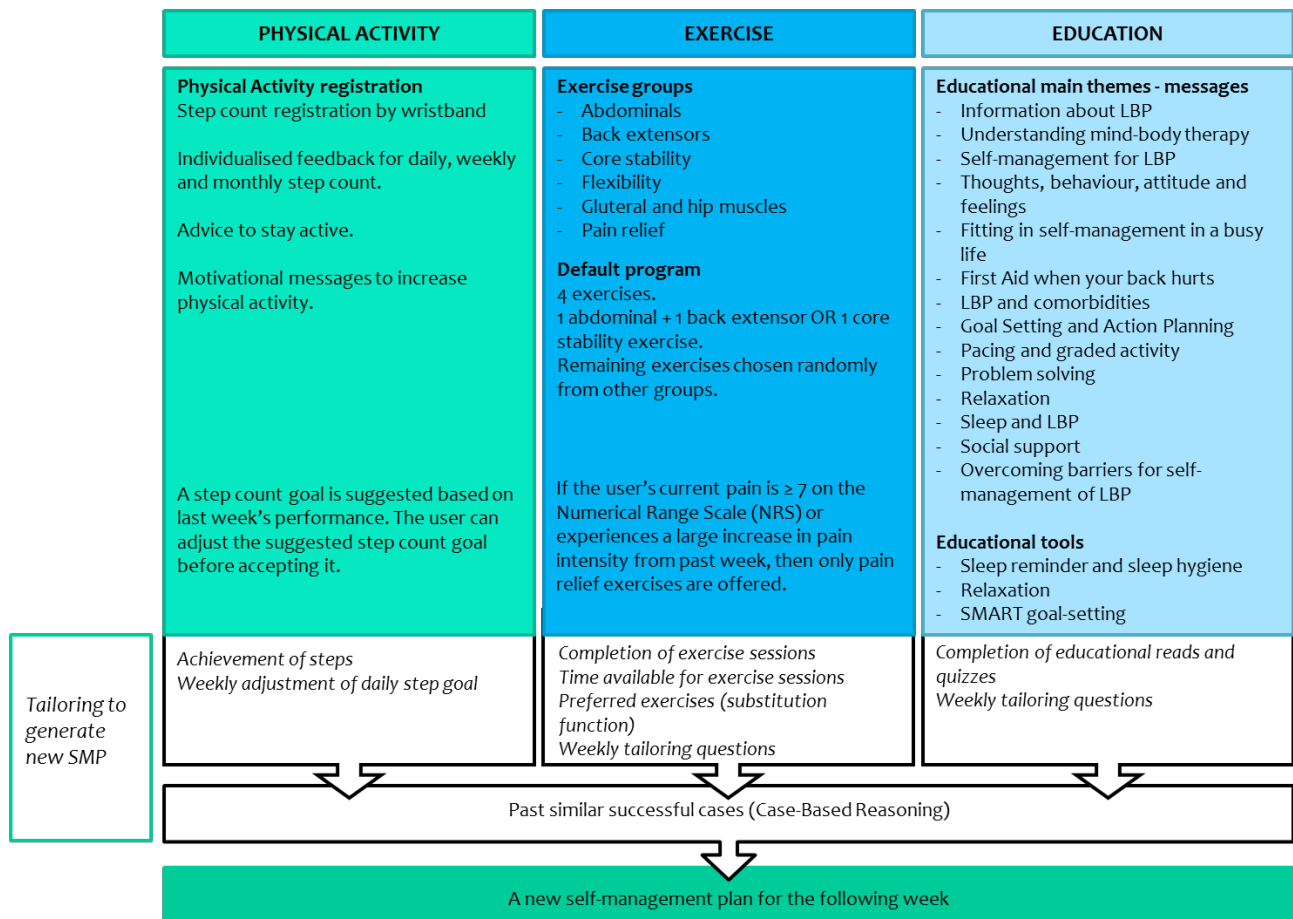 PHYSICAL ACTIVITY
Physical Activity registration
Step count registration by wristband
Individualised feedback for daily, weekly
and monthly step count.
Advice to stay active.
Motivational messages to increase
physical activity.
A step count goal is suggested based on
last week's performance. The user can
adjust the suggested step count goal
before accepting it.
EXERCISE
Exercise groups
- Abdominals
- Back extensors
- Core stability
- Flexibility
- Gluteral and hip muscles
- Pain relief
Default program
4 exercises.
1 abdominal + 1 back extensor OR 1 core
stability exercise.
Remaining exercises chosen randomly
from other groups.
If the user's current pain is ≥ 7 on the
Numerical Range Scale (NRS) or
experiences a large increase in pain
intensity from past week, then only pain
relief exercises are offered.
EDUCATION
Educational main themes - messages
- Information about LBP
- Understanding mind-body therapy
- Self-management for LBP
- Thoughts, behaviour, attitude and
feelings
- Fitting in self-management in a busy
life
- First Aid when your back hurts
- LBP and comorbidities
- Goal Setting and Action Planning
- Pacing and graded activity
- Problem solving
- Relaxation
- Sleep and LBP
- Social support
- Overcoming barriers for self-
management of LBP
Educational tools
- Sleep reminder and sleep hygiene
- Relaxation
- SMART goal-setting
Tailoring to
generate
new SMP
Achievement of steps
Weekly adjustment of daily step goal
Completion of exercise sessions
Time available for exercise sessions
Preferred exercises (substitution
function)
Weekly tailoring questions
Completion of educational reads and
quizzes
Weekly tailoring questions
Past similar successful cases (Case-Based Reasoning)
A new self-management plan for the following week